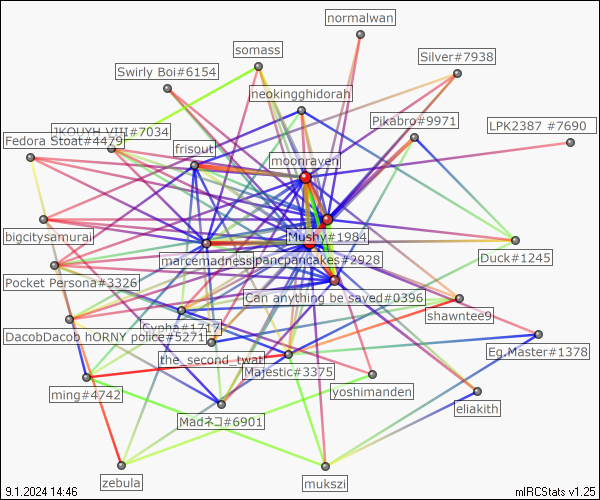 normalwan
somass
Silver#7938
Swirly Boi#6154
neokingghidorah
Pikabro#9971
LPK2387 #7690
JKOUYH VIII#7034
Fedora Stoat#4479
frisout
moonraven
bigcitysamurai
Mushy#1984
marcemadness
pancpancakes#2928
Duck#1245
Pocket Persona#3326
Can anything be saved#0396
shawntee9
Cypha#1717
DacobDacob hORNY police#5271
the_second_twat
Majestic#3375
Eg.Master#1378
ming#4742
yoshimanden
eliakith
Madネコ#6901
zebula
mukszi
9.1.2024 14:46
mIRCStats v1.25